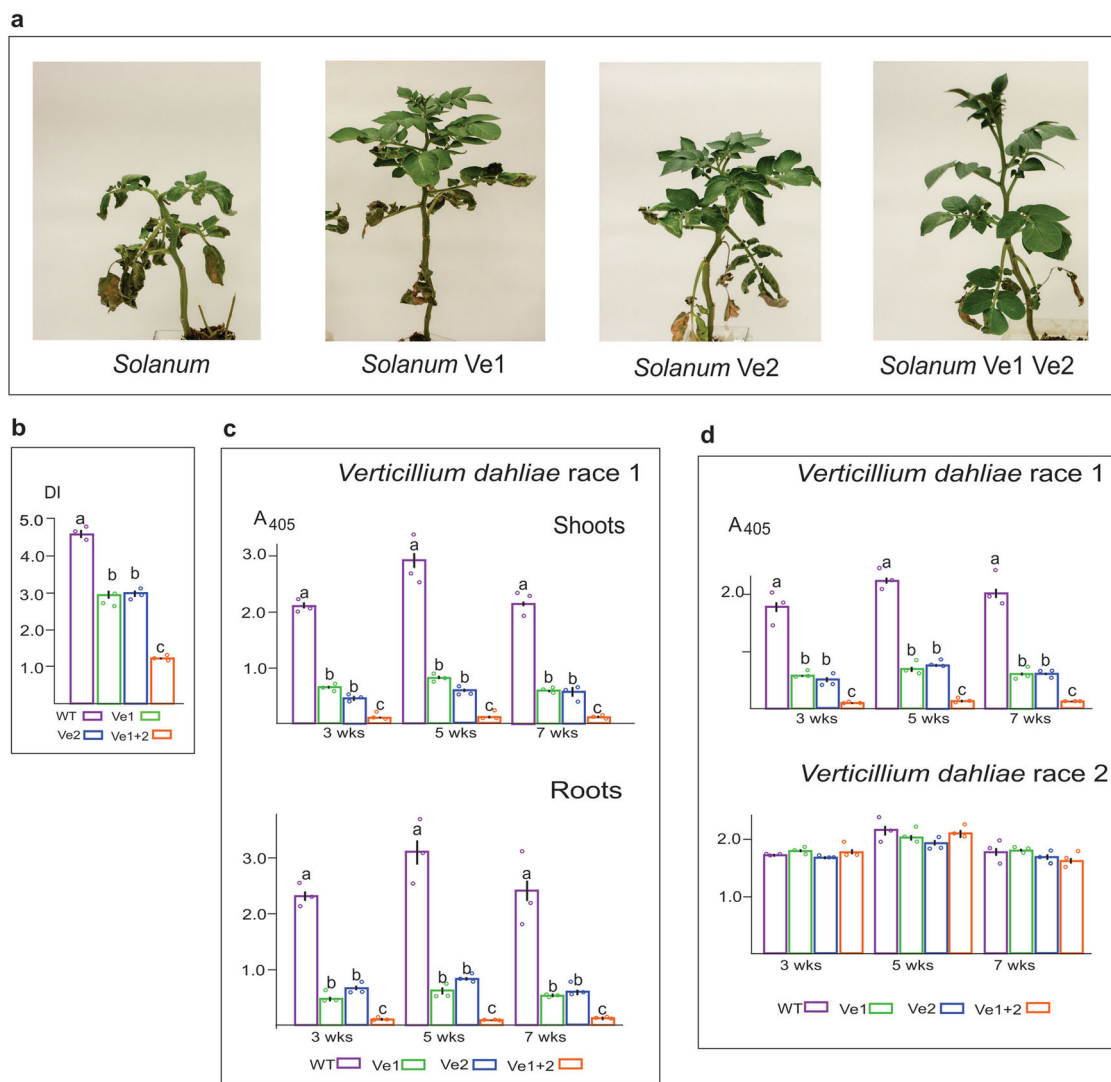 a
Solanum
Solanum Ve1
Solanum Ve2
Solanum Ve1 Ve2
b
DI
5.0
4.0
3.0
2.0
1.0
a
b
b
c
WT
Ve1
Ve2
Ve1+2
c
Verticillium dahliae race 1
A405
Shoots
3.0
2.0
1.0
a
b
b
c
a
b
b
c
a
b
b
c
3 wks
5 wks
7 wks
Roots
3.0
2.0
1.0
a
b
b
c
a
b
b
c
a
b
b
c
3 wks
5 wks
7 wks
WT
Ve1
Ve2
Ve1+2
d
Verticillium dahliae race 1
A405
2.0
a
b
b
c
a
b
b
c
a
b
b
c
3 wks
5 wks
7 wks
Verticillium dahliae race 2
2.0
1.0
3 wks
5 wks
7 wks
WT
Ve1
Ve2
Ve1+2